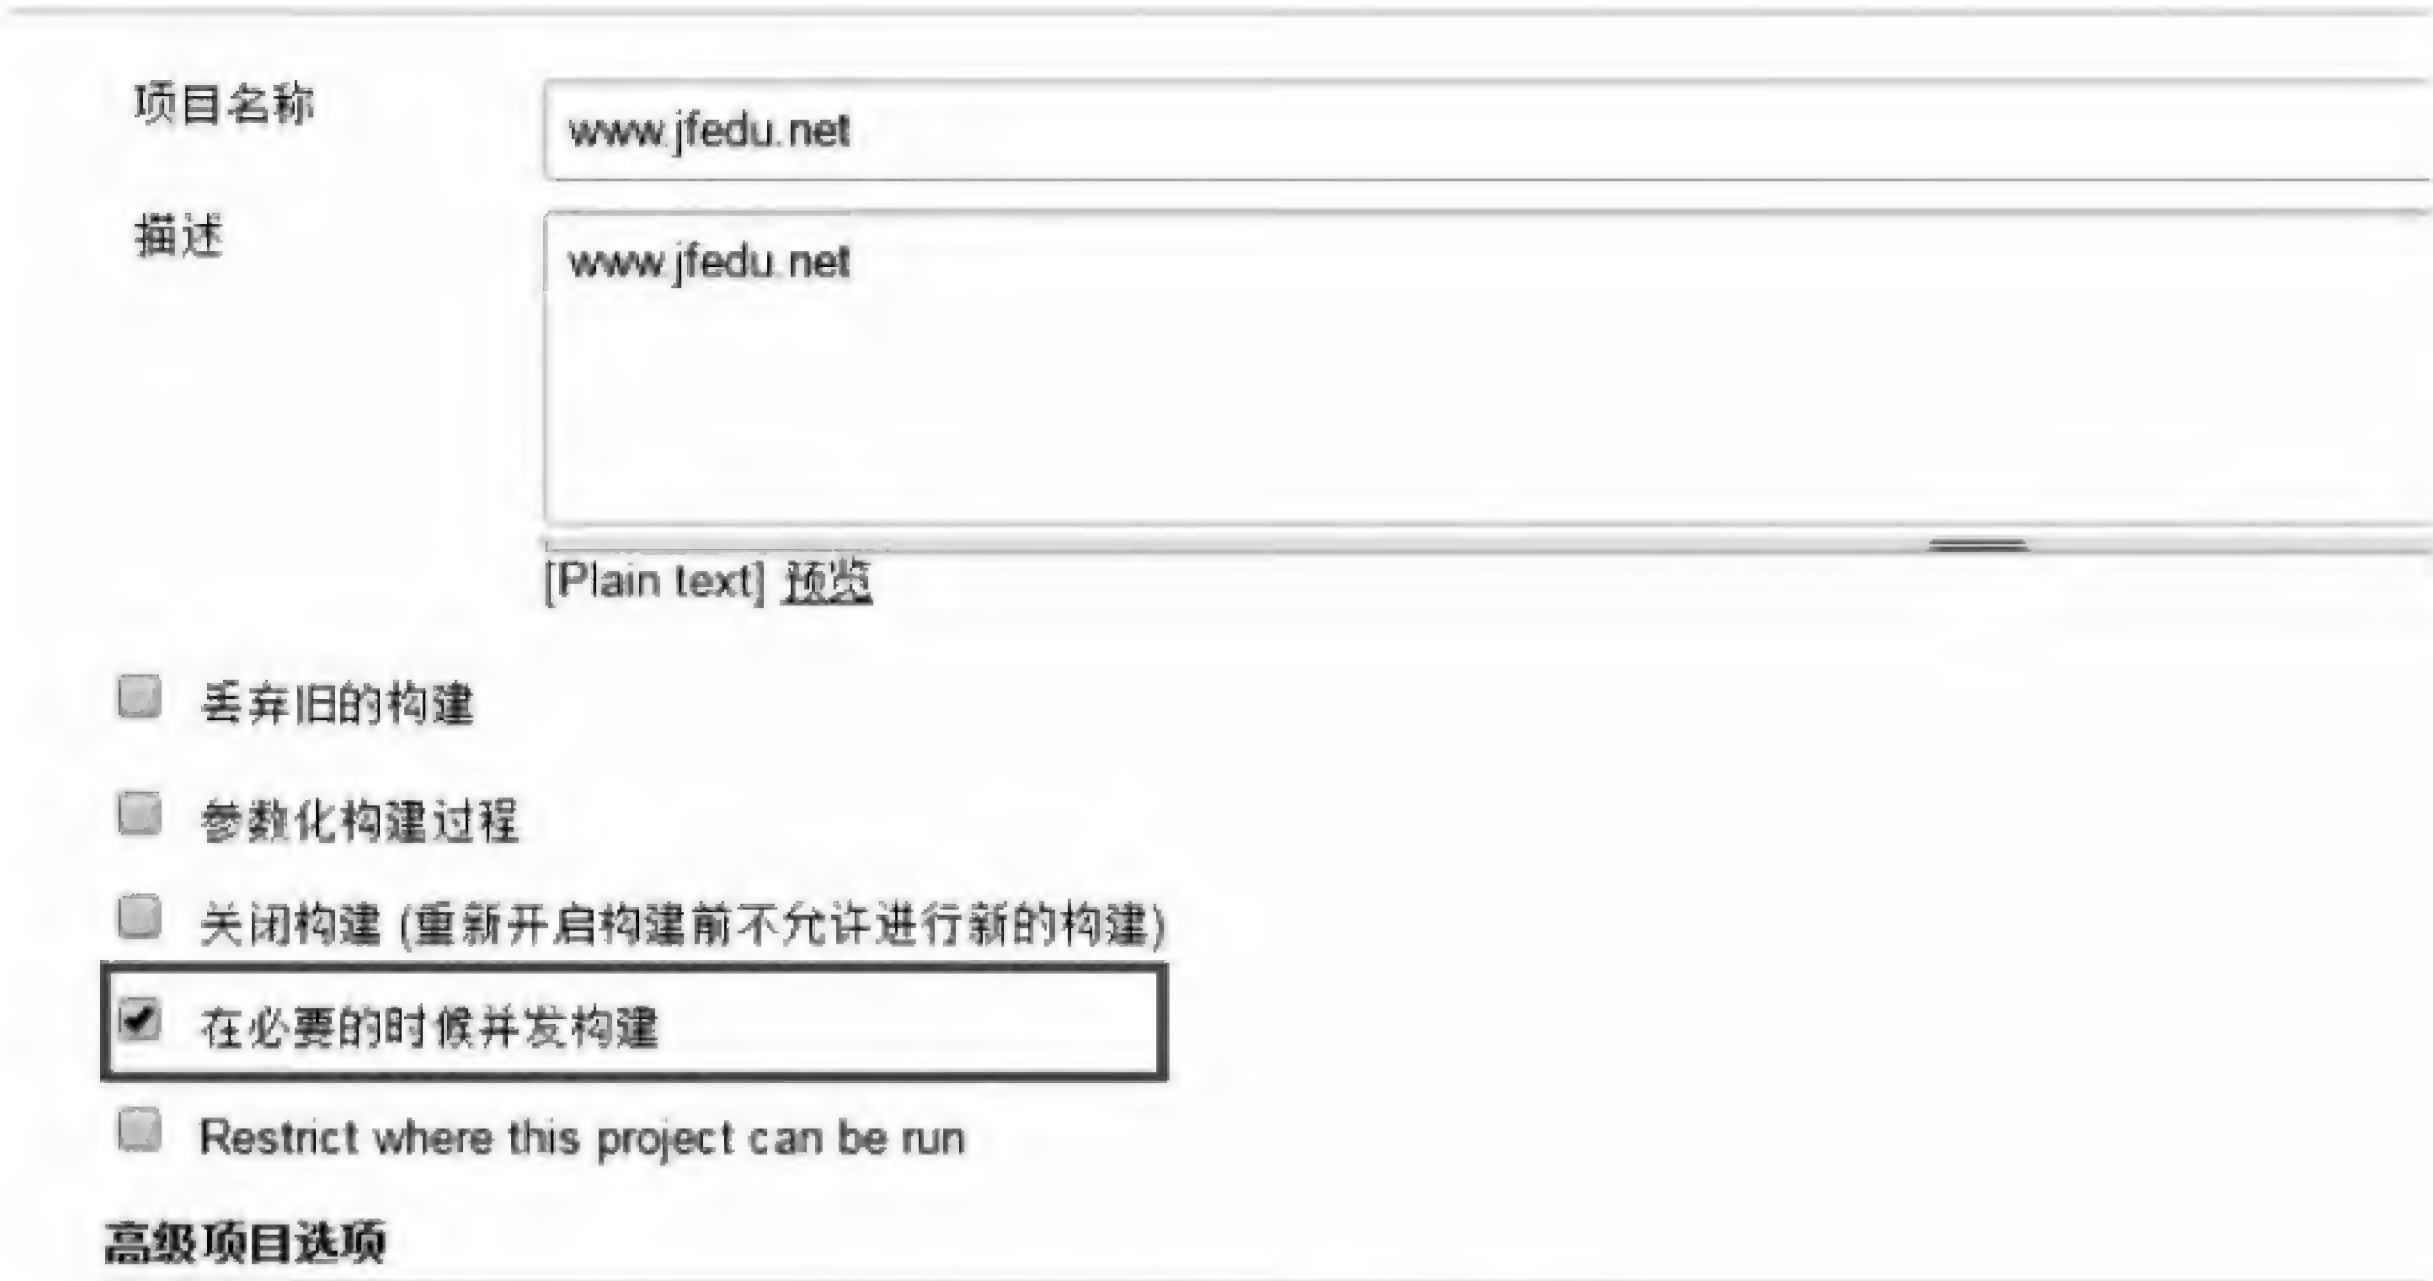 项目名称
www.jfedu.net
描述
www.jfedu.net
[Plain text] 预览
丢弃旧的构建
参数化构建过程
关闭构建 (重新开启构建前不允许进行新的构建)
在必要的时候并发构建
Restrict where this project can be run
高级项目选项